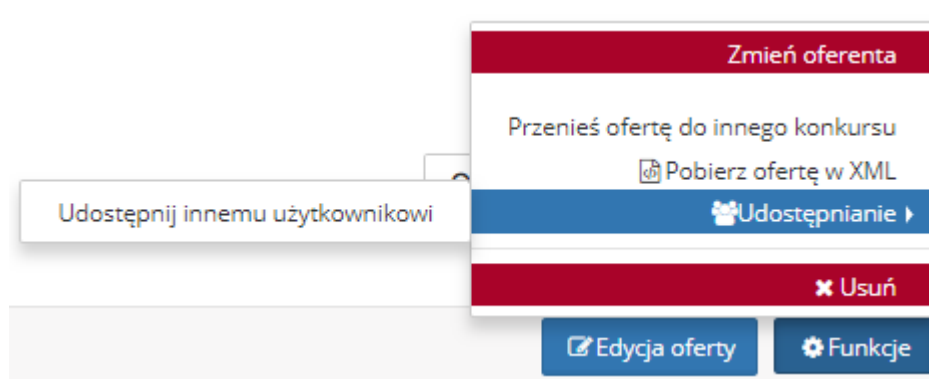 Zmień oferenta
Przenieś ofertę do innego konkursu
Pobierz ofertę w XML
Udostępnij innemu użytkownikowi
Udostępnianie
Usuń
Edycja oferty
Funkcje